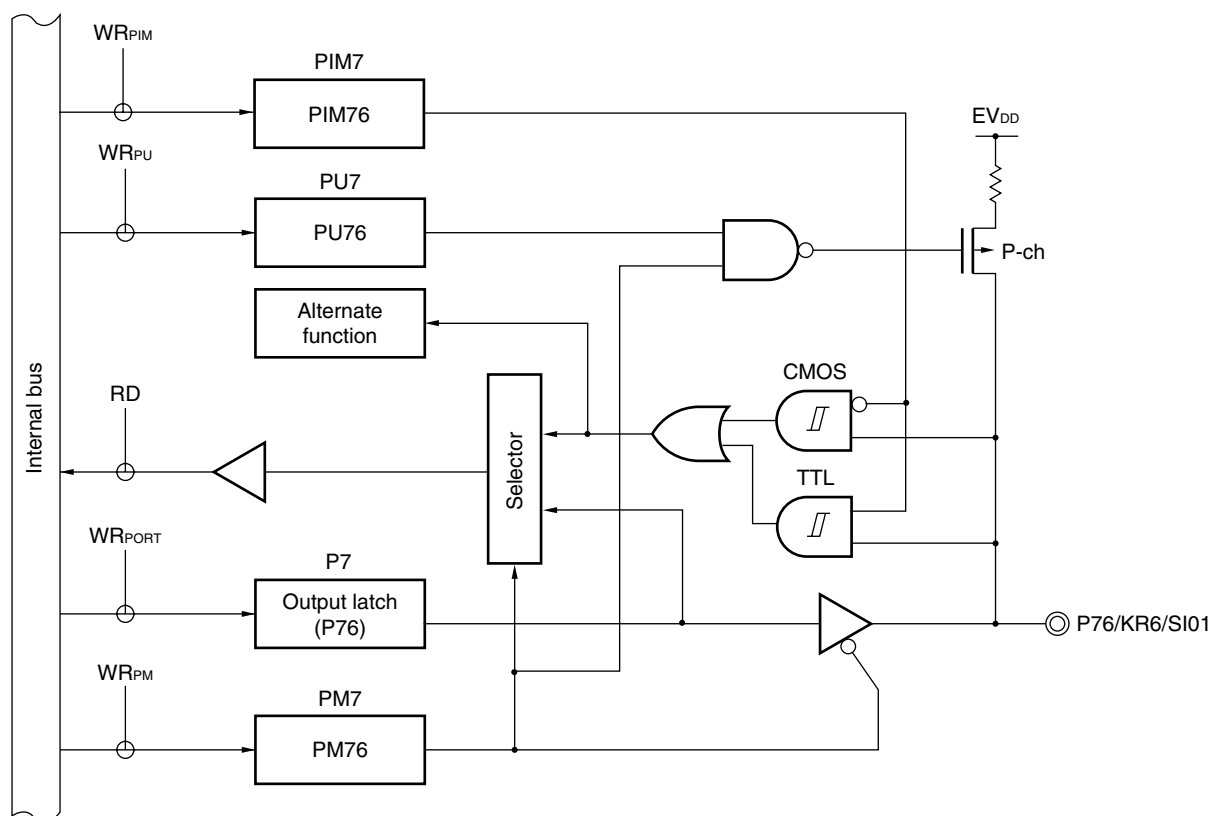 WRPIM
PIM7
PIM76
EVDD
WRPU
PU7
PU76
P-ch
Alternate
function
CMOS
RD
Internal bus
Selector
TTL
WRPORT
P7
Output latch
(P76)
P76/KR6/SI01
WRPM
PM7
PM76